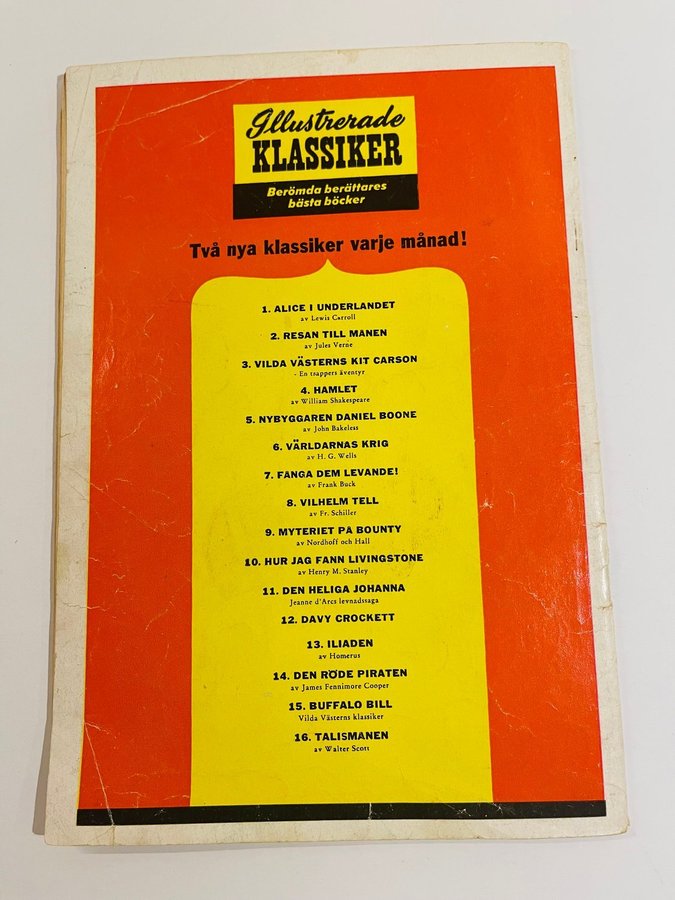 Illustrerade
KLASSIKER
Berömda berättares
bästa böcker
Två nya klassiker varje månad!
1. ALICE I UNDERLANDET
av Lewis Carroll
2. RESAN TILL MÅNEN
av Jules Verne
3. VILDA VÄSTERNS KIT CARSON
- En trappers äventyr
4. HAMLET
av William Shakespeare
5. NYBYGGAREN DANIEL BOONE
av John Bakeless
6. VÄRLDARNAS KRIG
av H. G. Wells
7. FÅNGA DEM LEVANDE!
av Frank Buck
8. VILHELM TELL
av Fr. Schiller
9. MYTERIET PÅ BOUNTY
av Nordhoff och Hall
10. HUR JAG FANN LIVINGSTONE
av Henry M. Stanley
11. DEN HELIGA JOHANNA
Jeanne d'Arcs levnadssaga
12. DAVY CROCKETT
13. ILIADEN
av Homerus
14. DEN RÖDE PIRATEN
av James Fennimore Cooper
15. BUFFALO BILL
Vilda Västerns klassiker
16. TALISMANEN
av Walter Scott